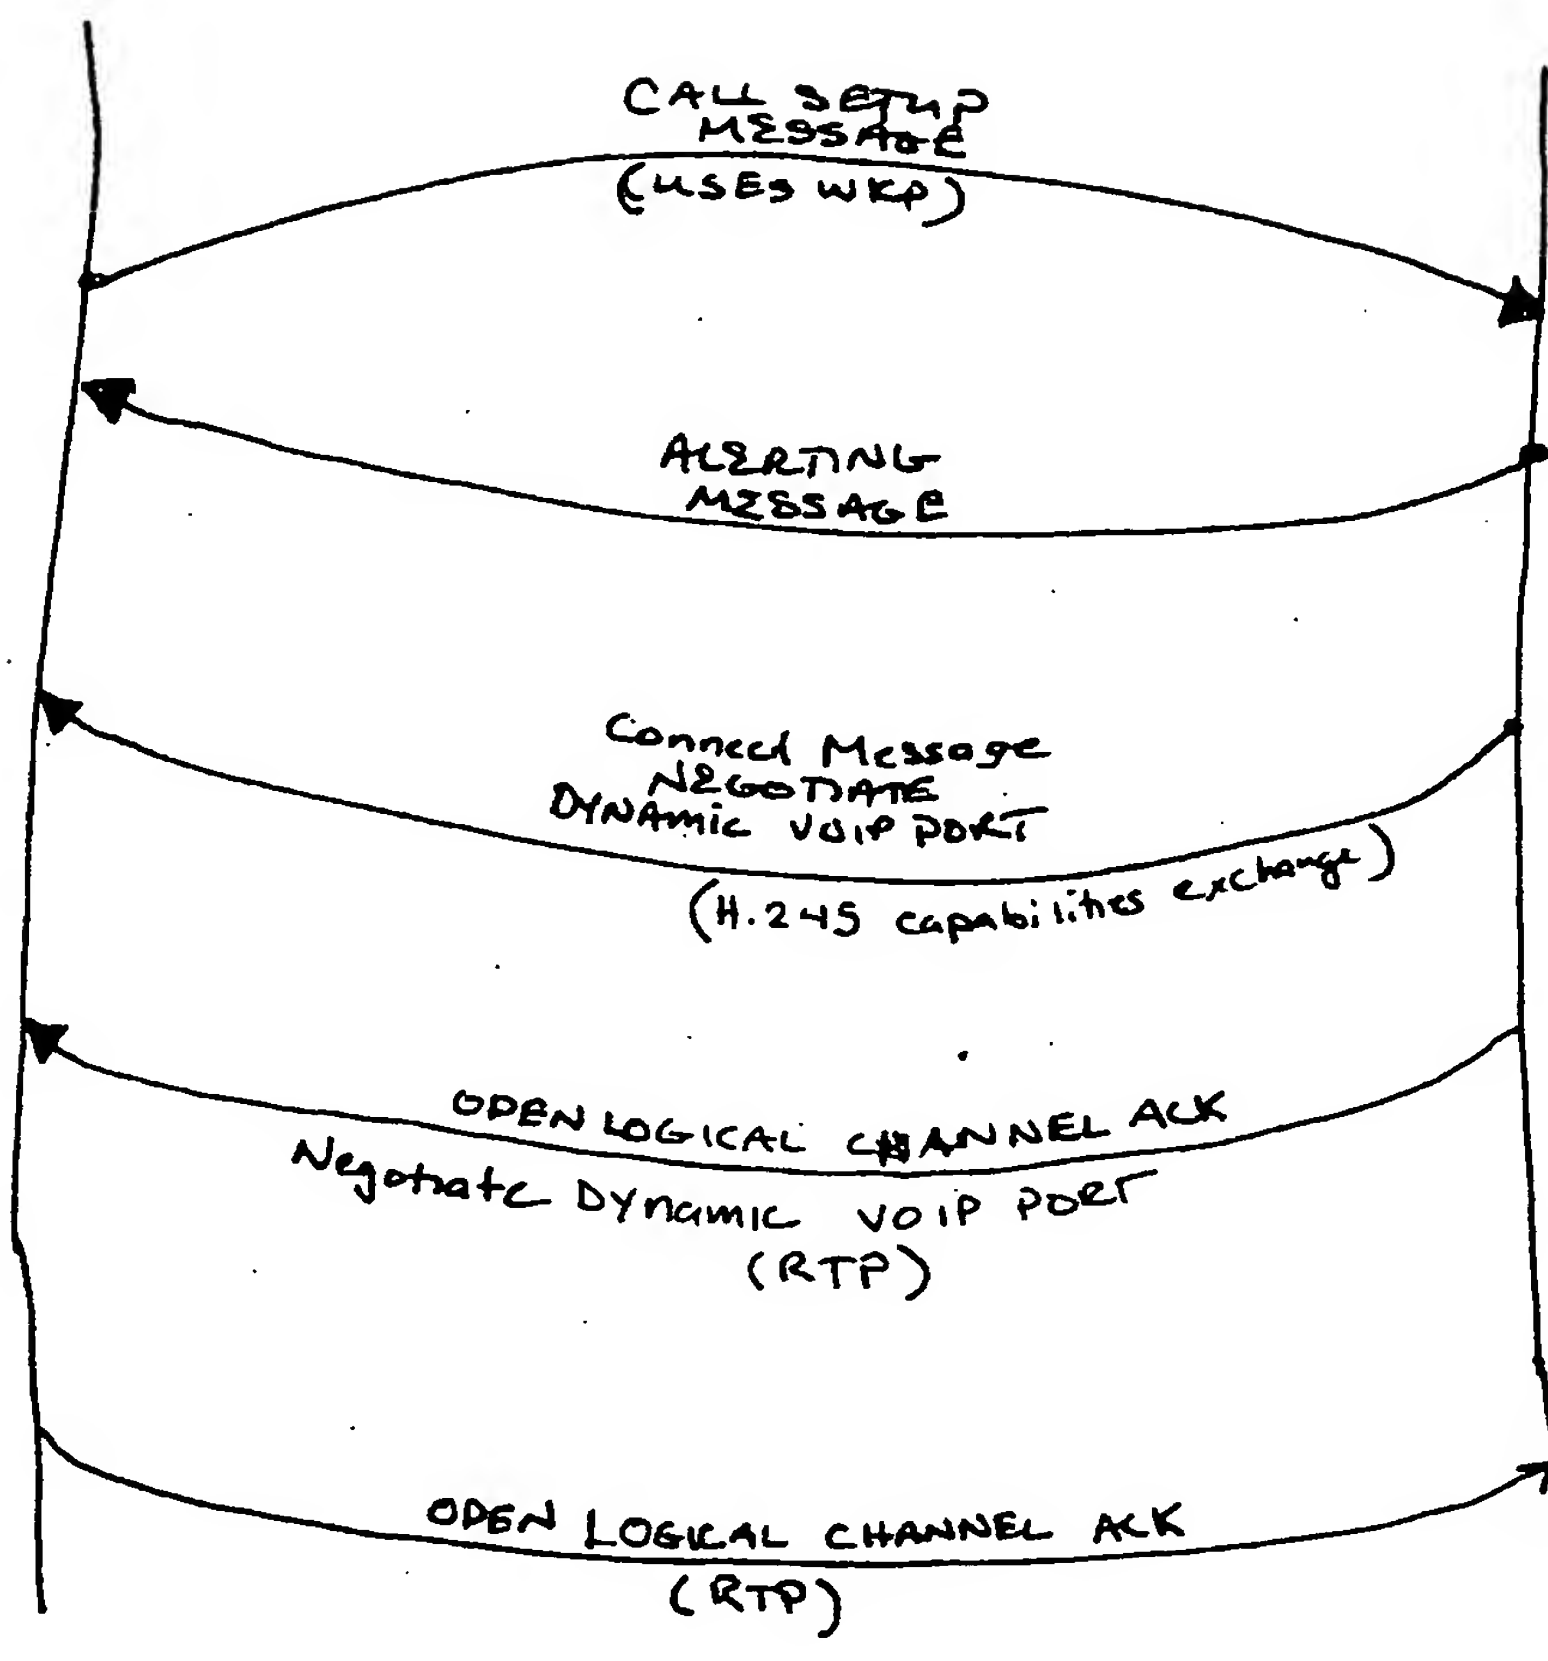 CALL SETUP
MESSAGE
(USES WKP)
ALERTING
MESSAGE
Connect Message
NEGOTIATE
DYNAMIC VOIP PORT
(H.245 capabilities exchange)
OPEN LOGICAL CHANNEL ACK
Negotiate DYnamic VOIP PORT
(RTP)
OPEN LOGICAL CHANNEL ACK
(RTP)